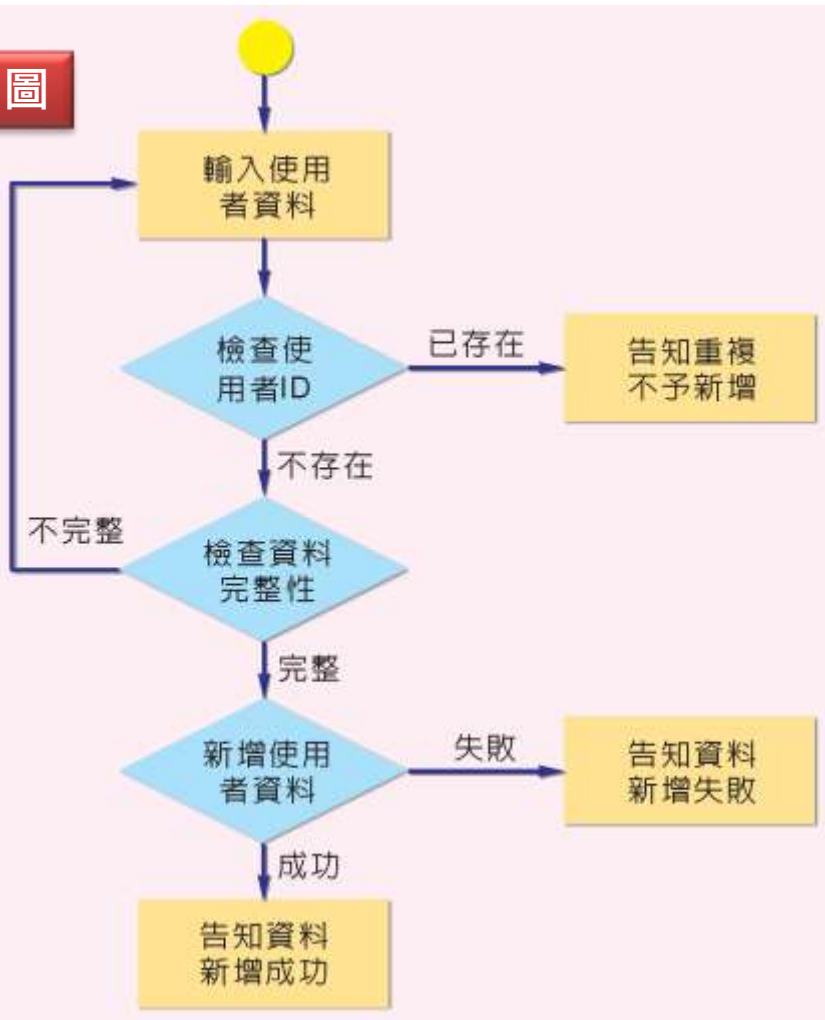 圖
輸入使用
者資料
檢查使
用者ID
已存在
告知重複
不予新增
不存在
不完整
檢查資料
完整性
完整
新增使用
者資料
失敗
告知資料
新增失敗
成功
告知資料
新增成功